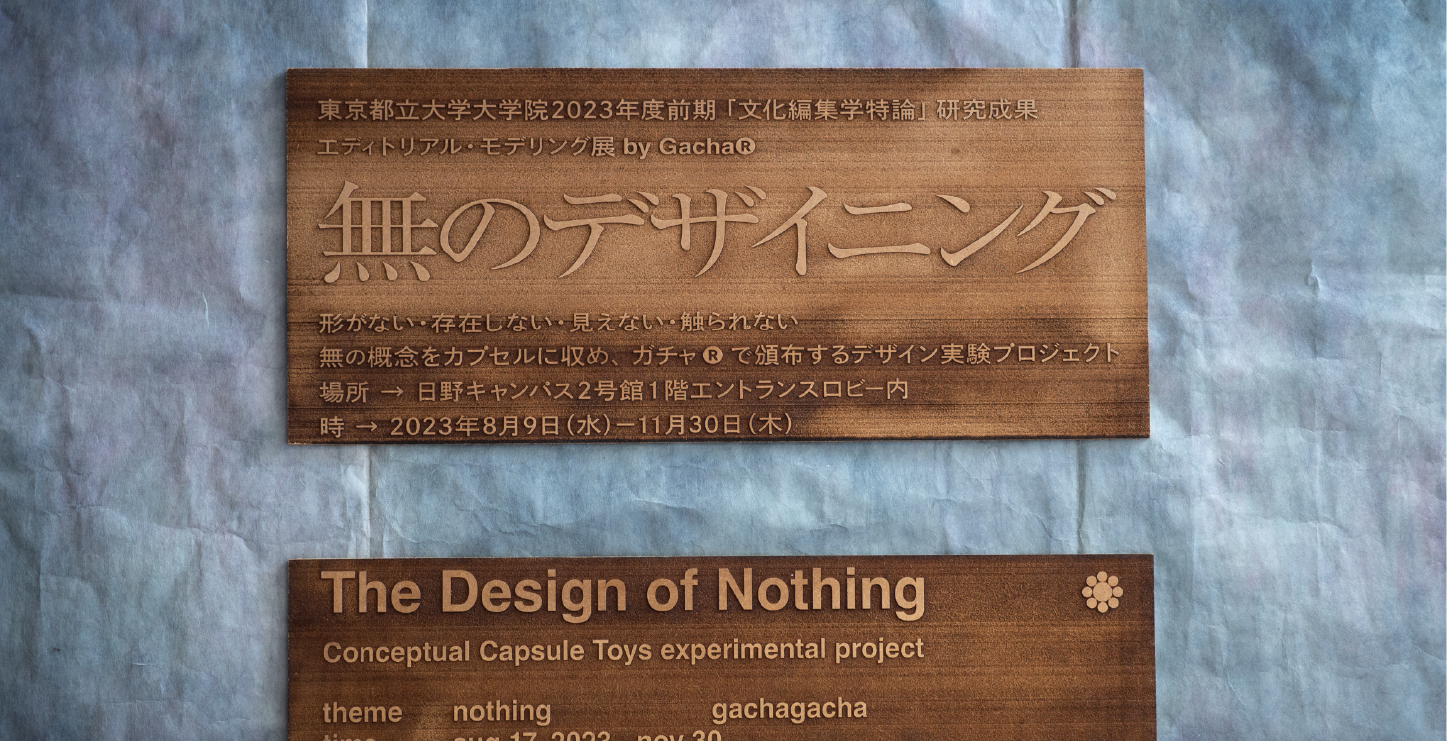 東京都立大学大学院2023年度前期「文化編集学特論」研究成果
エディトリアル・モデリング展 by Gacha®
無のデザイニング
形がない・存在しない・見えない・触られない
無の概念をカプセルに収め、ガチャ®で頒布するデザイン実験プロジェクト
場所 → 日野キャンパス2号館1階エントランスロビー内
時 → 2023年8月9日(水)ー11月30日(木)
The Design of Nothing
Conceptual Capsule Toys experimental project
theme nothing gachagacha
time aug 17, 2023 - nov 30